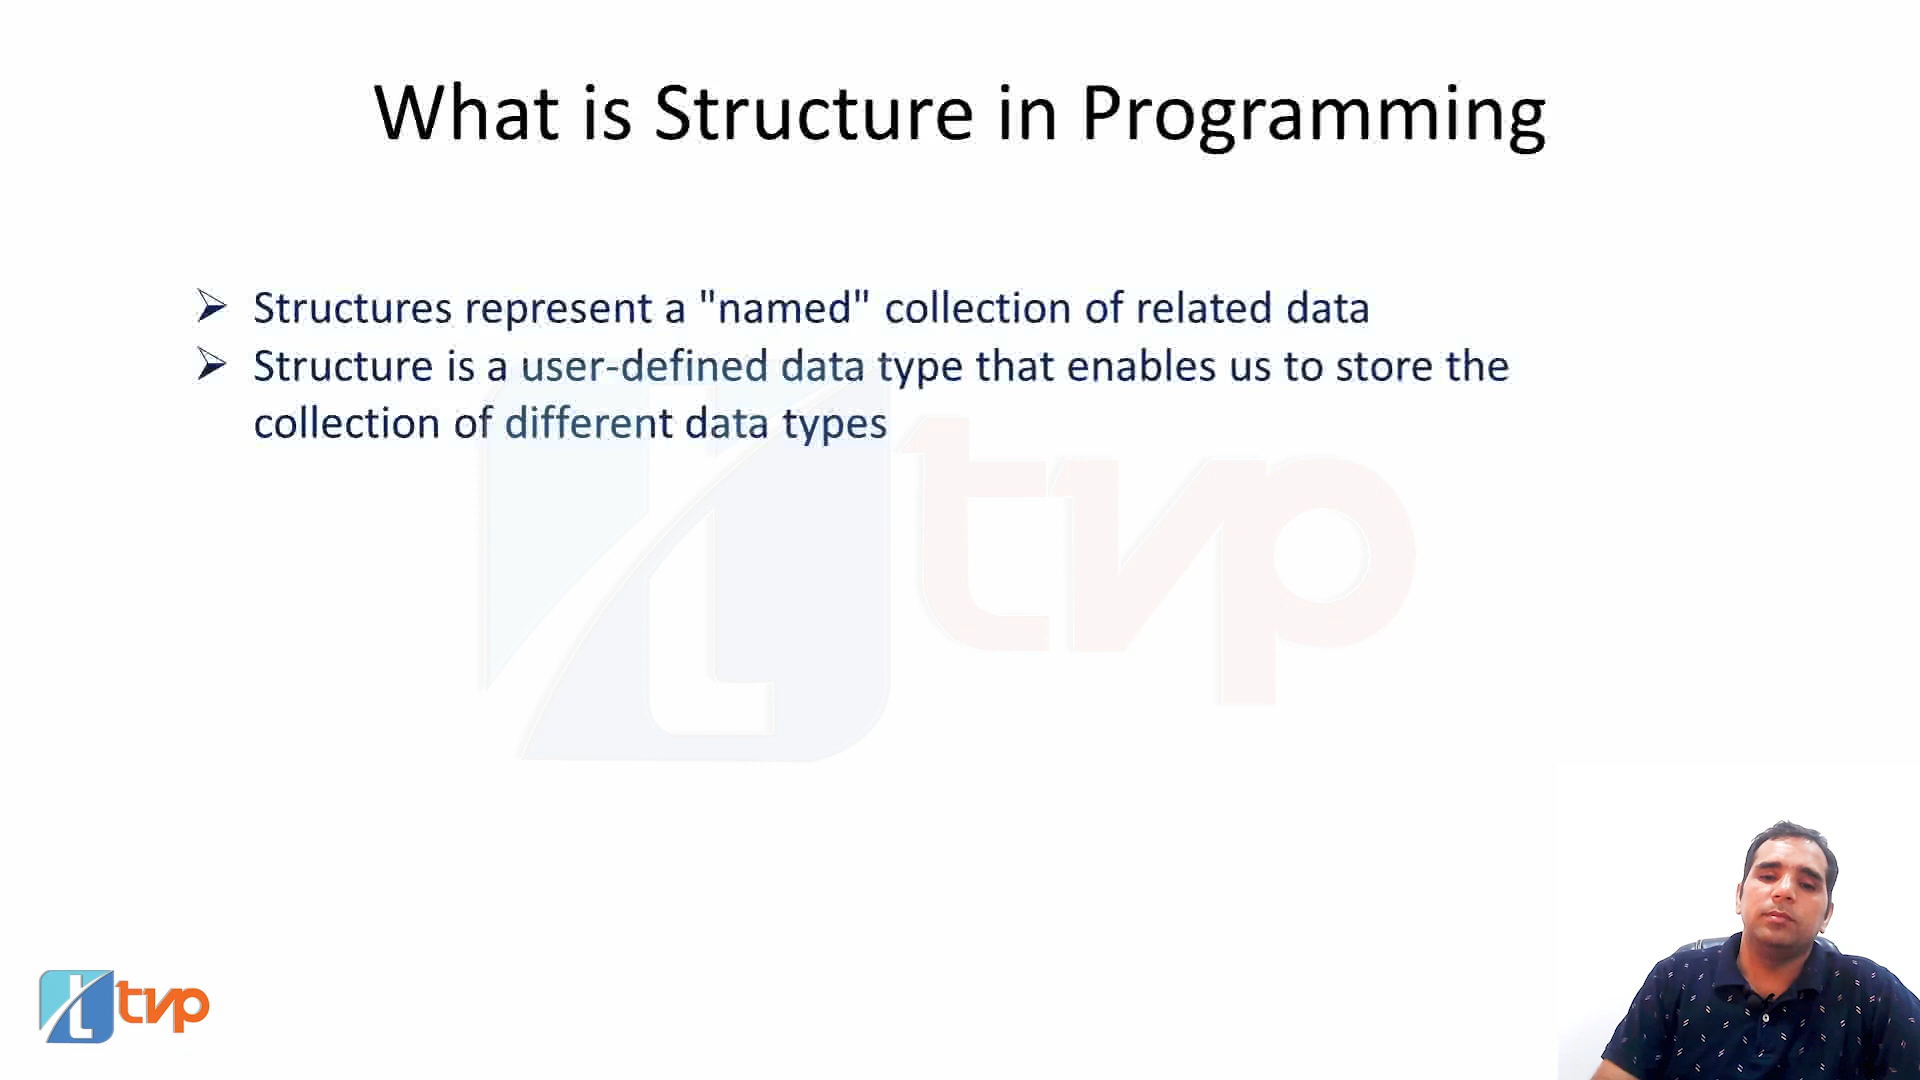 What is Structure in Programming
➢ Structures represent a "named" collection of related data
➢ Structure is a user-defined data type that enables us to store the
collection of different data types
tvp
t tvp